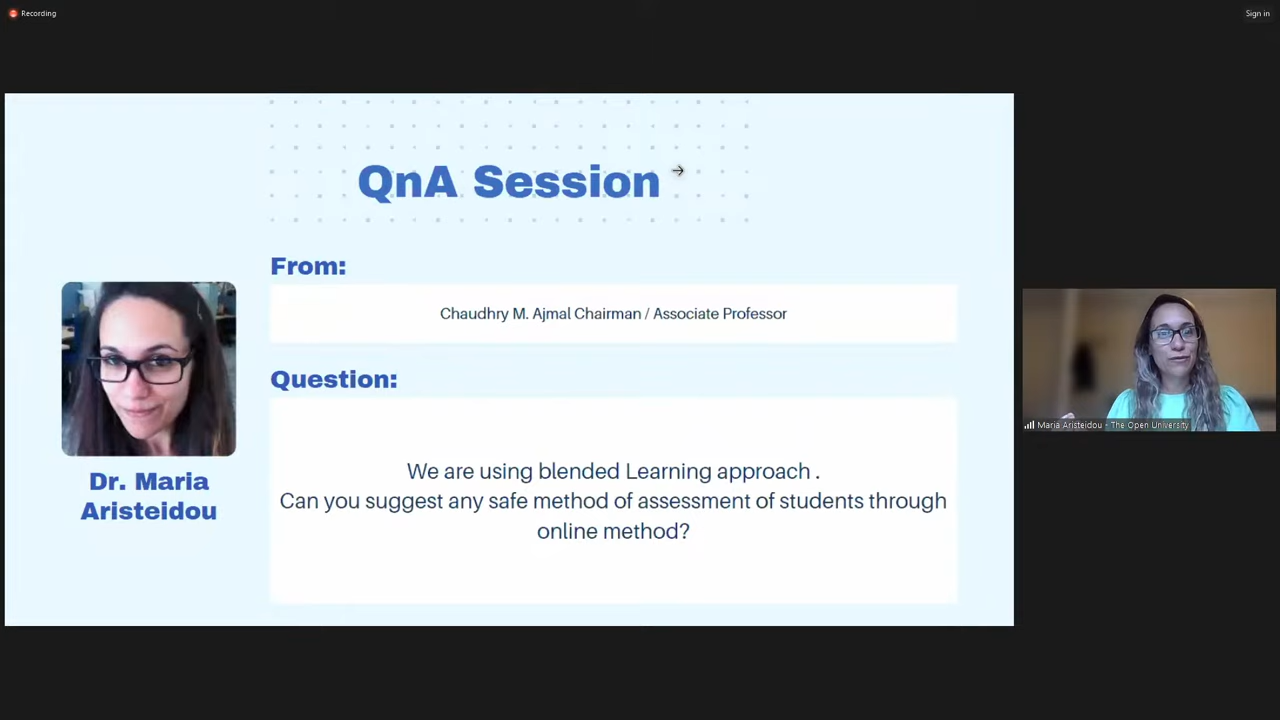 Recording
Sign in
QnA Session
From:
Chaudhry M. Ajmal Chairman / Associate Professor
Question:
We are using blended Learning approach .
Can you suggest any safe method of assessment of students through
online method?
Dr. Maria
Aristeidou
Maria Aristeidou - The Open University